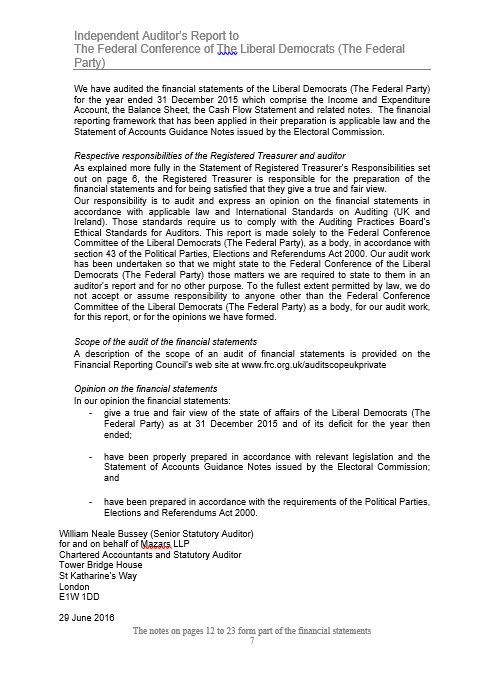 Independent Auditor's Report to
The Federal Conference of The Liberal Democrats (The Federal
Party)
We have audited the financial statements of the Liberal Democrats (The Federal Party)
for the year ended 31 December 2015 which comprise the Income and Expenditure
Account, the Balance Sheet, the Cash Flow Statement and related notes. The financial
reporting framework that has been applied in their preparation is applicable law and the
Statement of Accounts Guidance Notes issued by the Electoral Commission.
Respective responsibilities of the Registered Treasurer and auditor
As explained more fully in the Statement of Registered Treasurer's Responsibilities set
out on page 6, the Registered Treasurer is responsible for the preparation of the
financial statements and for being satisfied that they give a true and fair view.
Our responsibility is to audit and express an opinion on the financial statements in
accordance with applicable law and International Standards on Auditing (UK and
Ireland). Those standards require us to comply with the Auditing Practices Board's
Ethical Standards for Auditors. This report is made solely to the Federal Conference
Committee of the Liberal Democrats (The Federal Party), as a body, in accordance with
section 43 of the Political Parties, Elections and Referendums Act 2000. Our audit work
has been undertaken so that we might state to the Federal Conference of the Liberal
Democrats (The Federal Party) those matters we are required to state to them in an
auditor's report and for no other purpose. To the fullest extent permitted by law, we do
not accept or assume responsibility to anyone other than the Federal Conference
Committee of the Liberal Democrats (The Federal Party) as a body, for our audit work,
for this report, or for the opinions we have formed.
Scope of the audit of the financial statements
A description of the scope of an audit of financial statements is provided on the
Financial Reporting Council's web site at www.frc.org.uk/auditscopeukprivate
Opinion on the financial statements
In our opinion the financial statements:
- give a true and fair view of the state of affairs of the Liberal Democrats (The
Federal Party) as at 31 December 2015 and of its deficit for the year then
ended;
- have been properly prepared in accordance with relevant legislation and the
Statement of Accounts Guidance Notes issued by the Electoral Commission;
and
- have been prepared in accordance with the requirements of the Political Parties,
Elections and Referendums Act 2000.
William Neale Bussey (Senior Statutory Auditor)
for and on behalf of Mazars LLP
Chartered Accountants and Statutory Auditor
Tower Bridge House
St Katharine's Way
London
E1W 1DD
29 June 2016
The notes on pages 12 to 23 form part of the financial statements
7